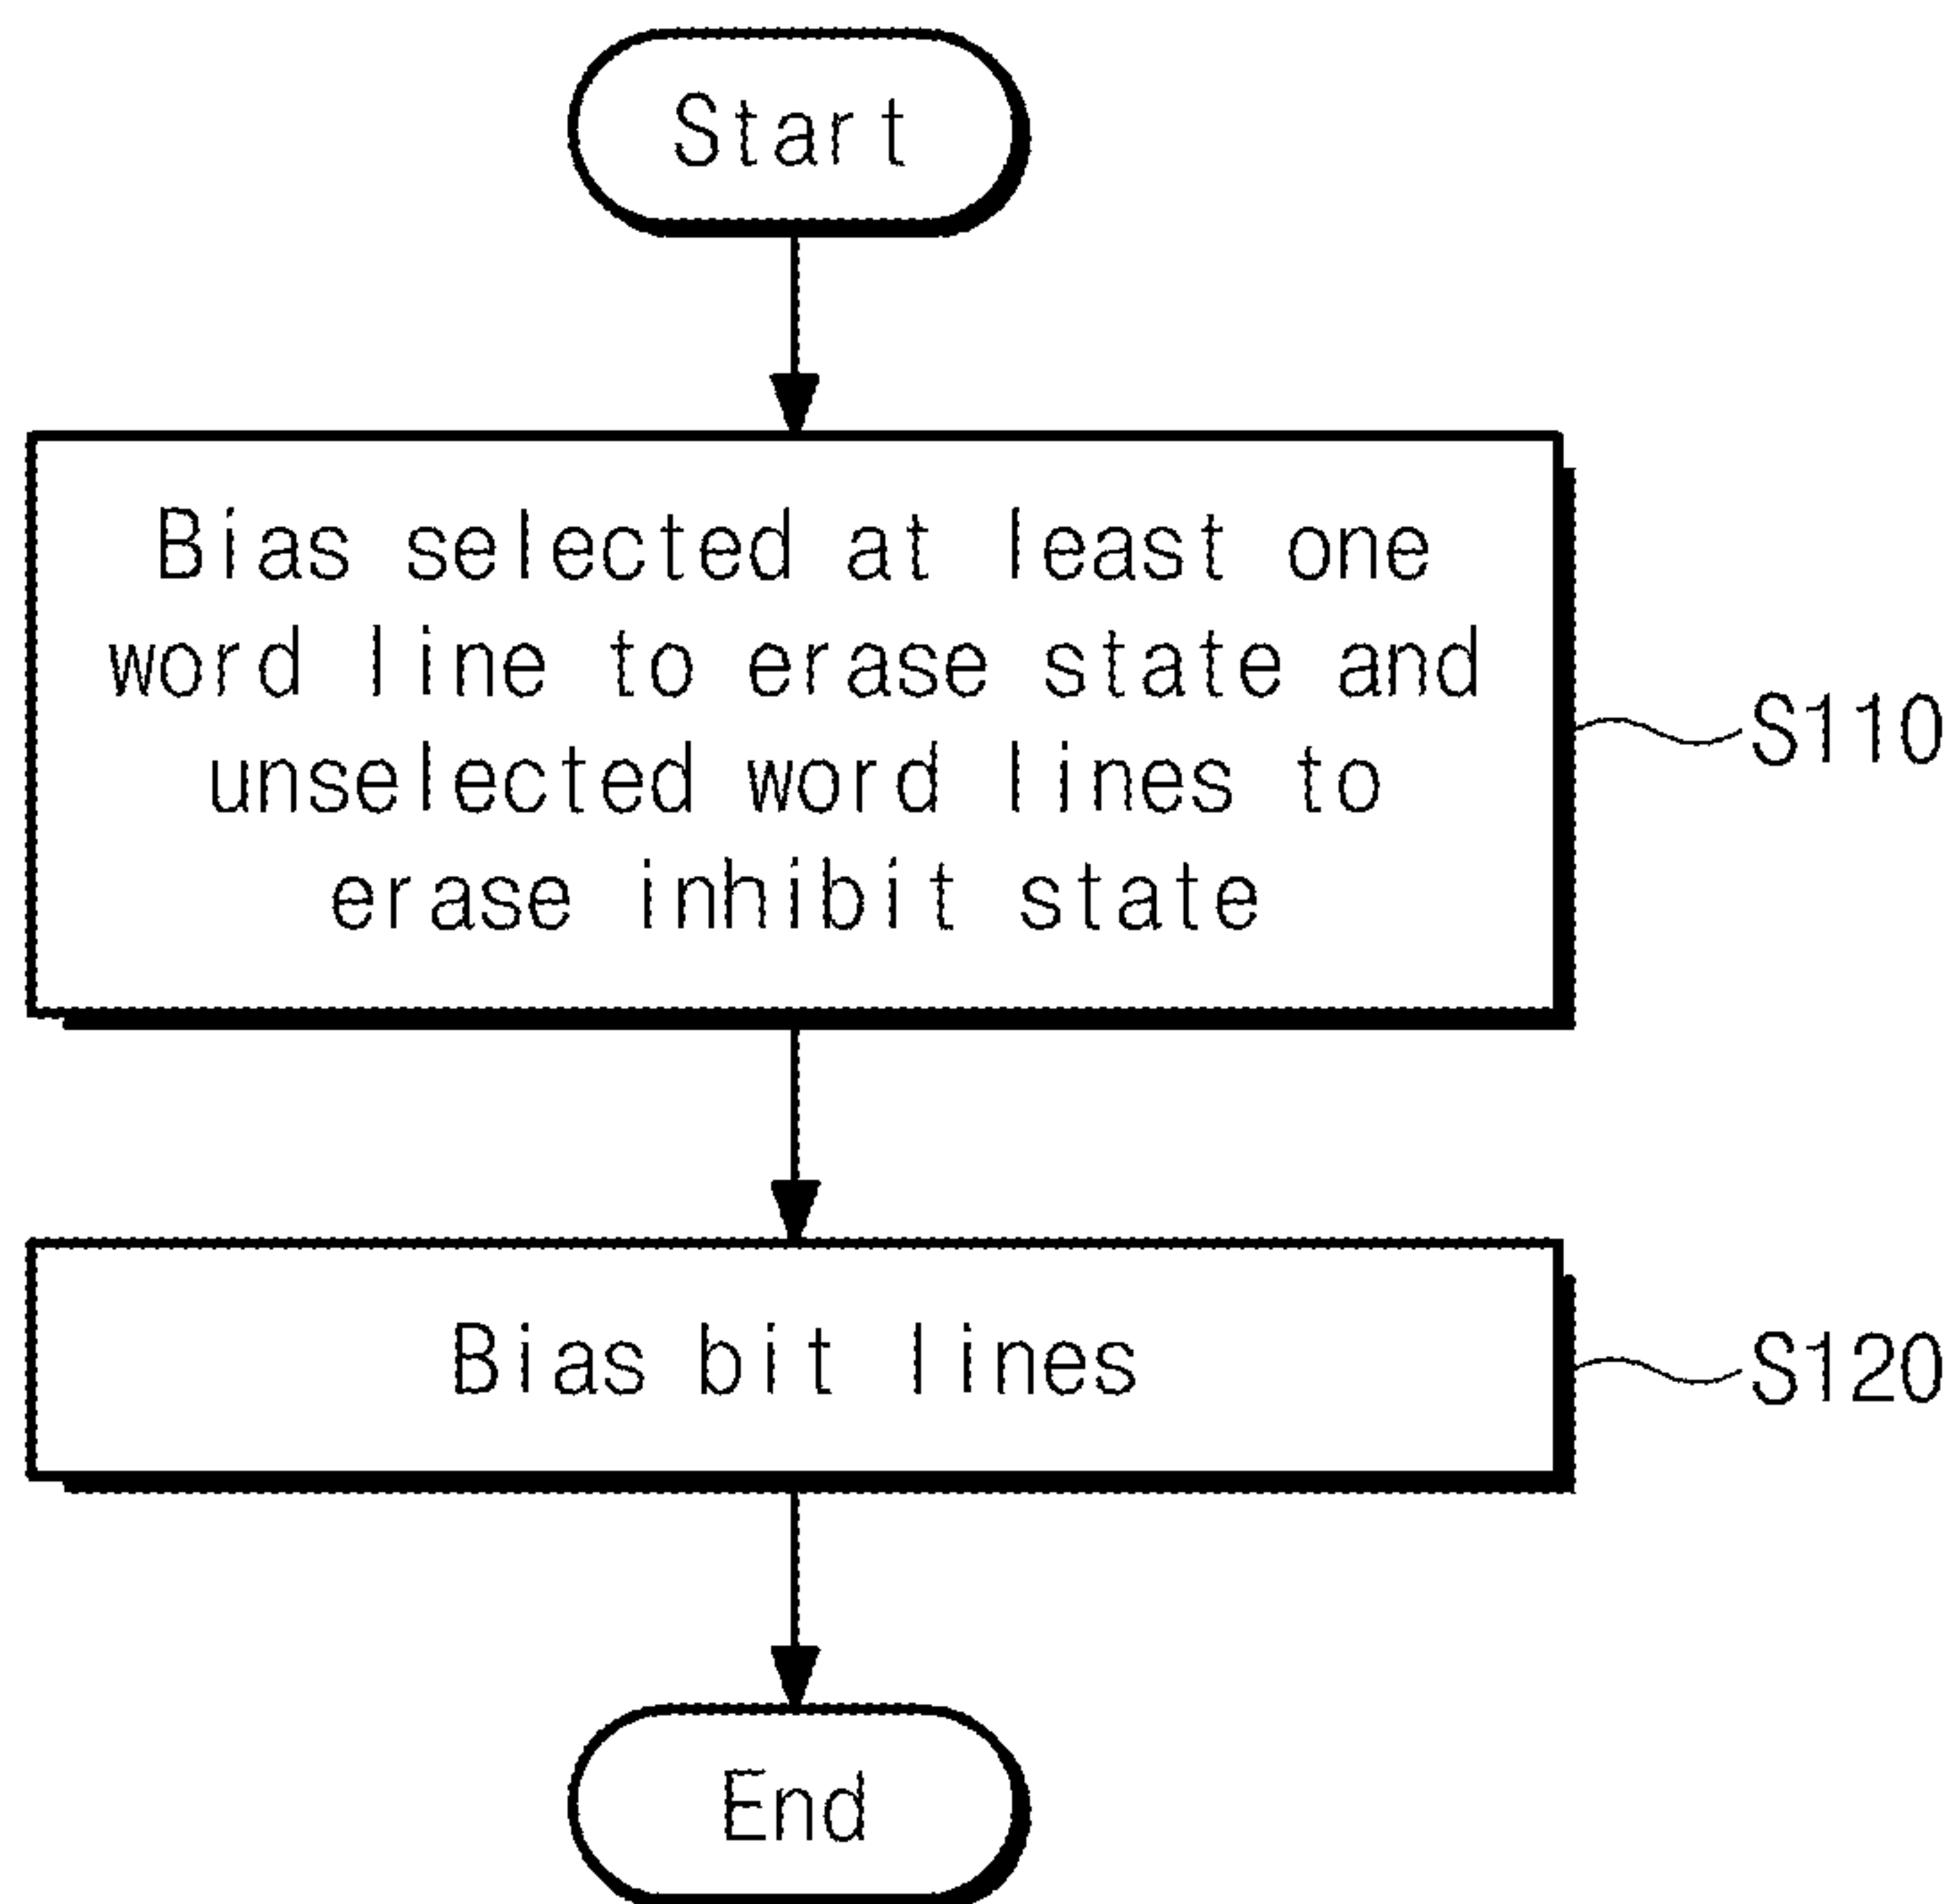 Start
Bias selected at least one
word line to erase state and
unselected word lines to
erase inhibit state
S110
Bias bit lines
S120
End